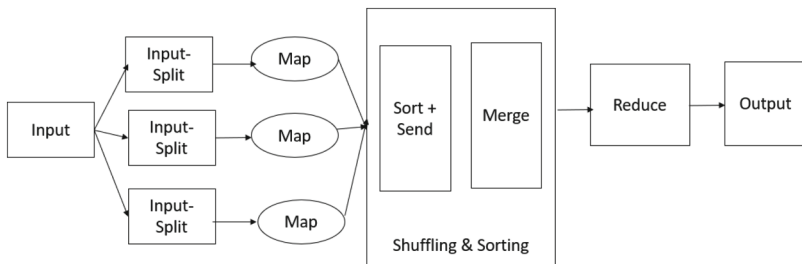 Input
Input-
Split
Map
Input-
Split
Map
Input-
Split
Map
Sort +
Send
Merge
Shuffling & Sorting
Reduce
Output